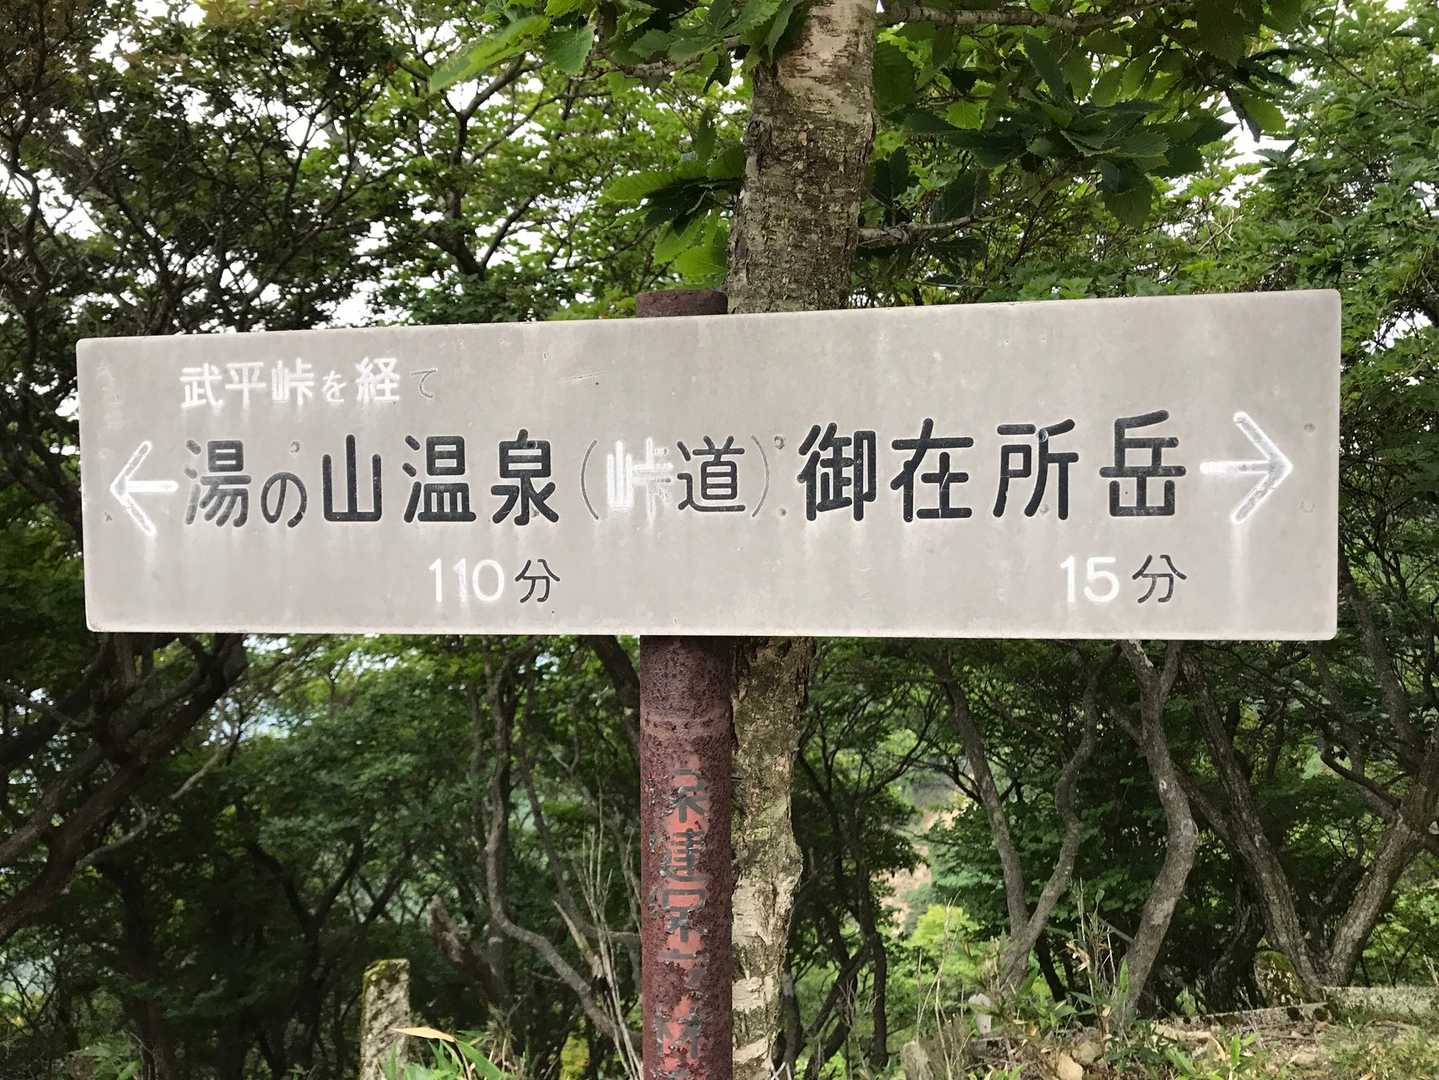 武平峠を経て
← 湯の山温泉(峠道) 御在所岳 →
110分 15分